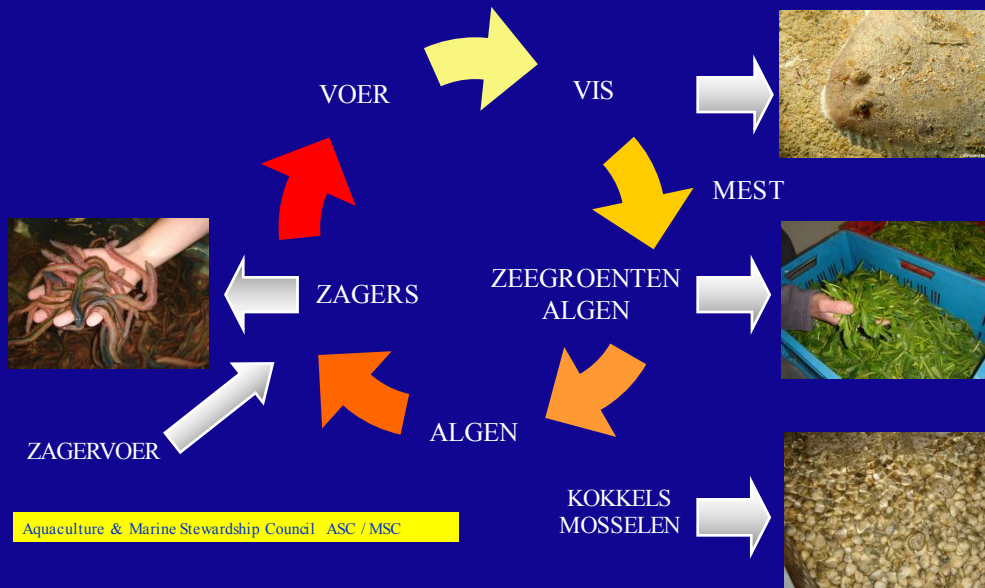 VOER
VIS
MEST
ZAGERS
ZEEGROENTEN
ALGEN
ALGEN
ZAGERVOER
KOKKELS
MOSSELEN
Aquaculture & Marine Stewardship Council ASC / MSC